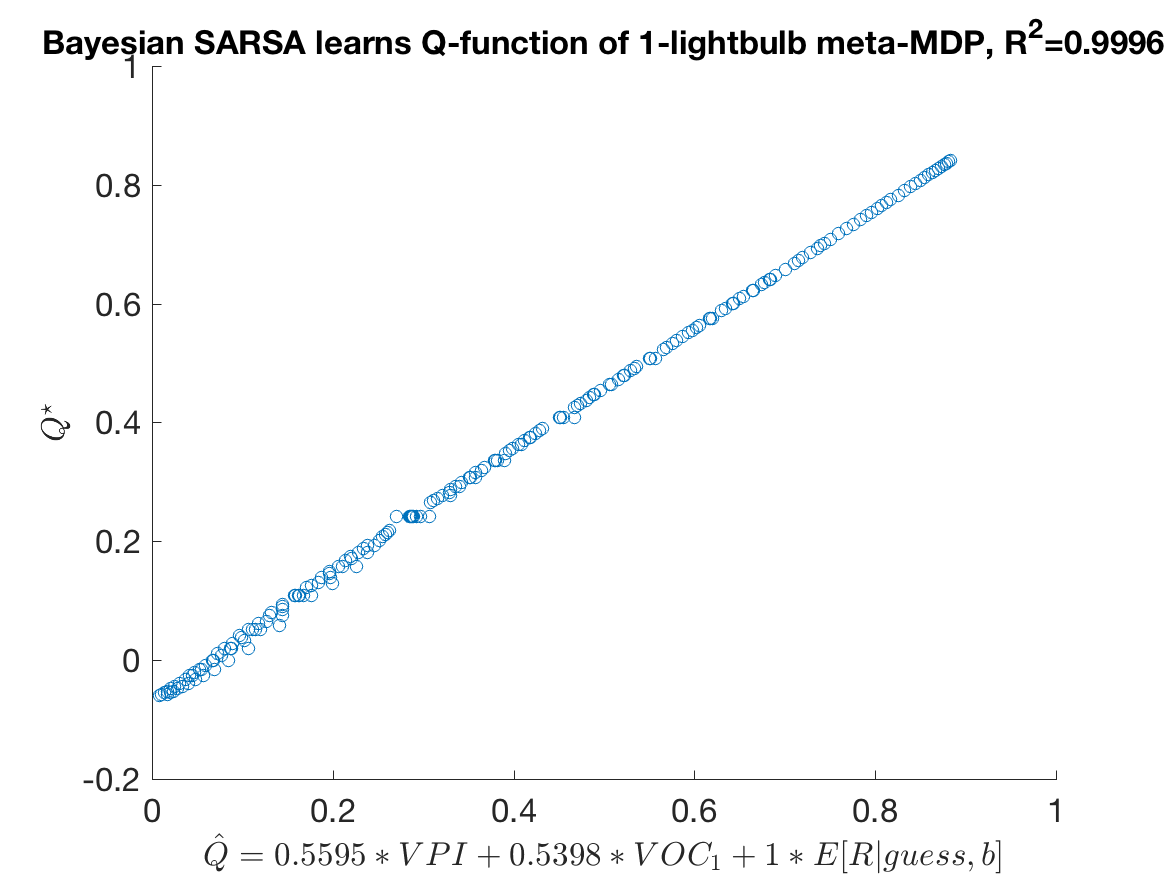 Bayesian SARSA learns Q-function of 1-lightbulb meta-MDP, R²=0.9996
1
0.8
0.6
0.4
0.2
0
-0.2
Q⋆
0 0.2 0.4 0.6 0.8 1
Q̂ = 0.5595 ∗ VPI + 0.5398 ∗ VOC₁ + 1 ∗ E[R|guess, b]